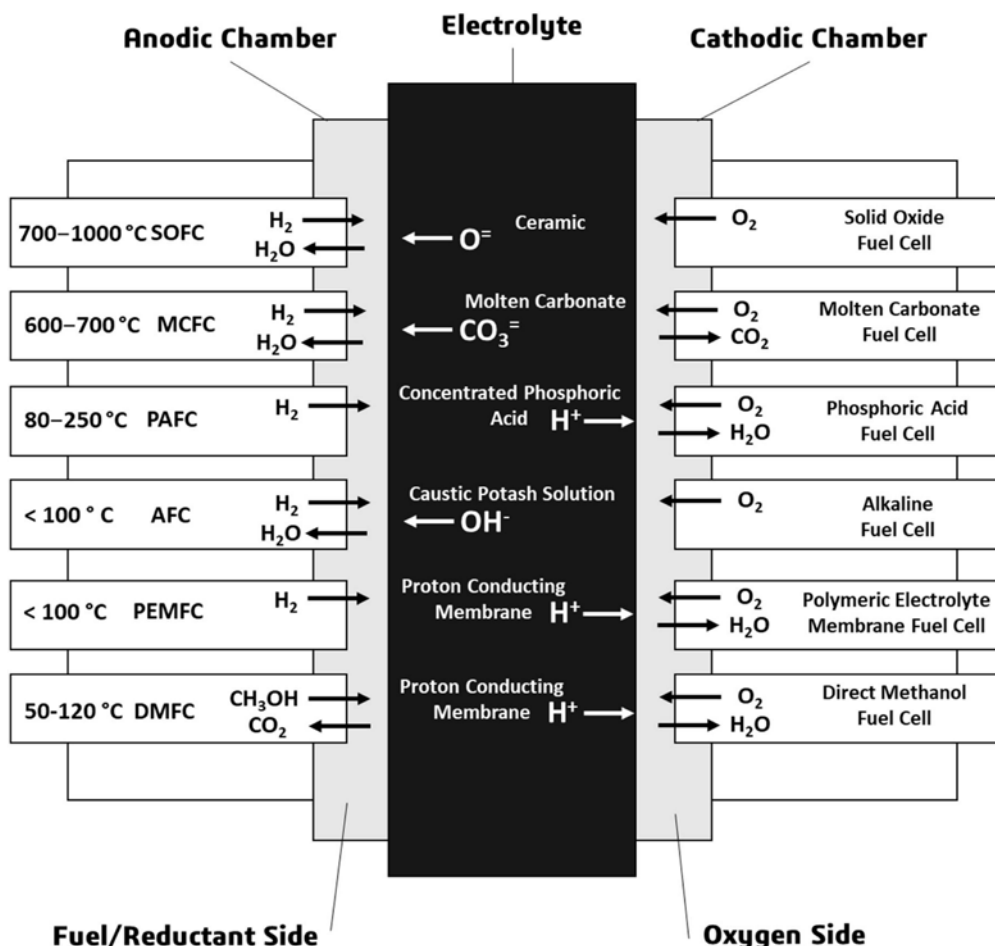 Anodic Chamber
Electrolyte
Cathodic Chamber
700–1000 °C SOFC
H₂
H₂O
O⁼
Ceramic
O₂
Solid Oxide
Fuel Cell
600–700 °C MCFC
H₂
H₂O
Molten Carbonate
CO₃⁼
O₂
CO₂
Molten Carbonate
Fuel Cell
80–250 °C PAFC
H₂
Concentrated Phosphoric
Acid H⁺
O₂
H₂O
Phosphoric Acid
Fuel Cell
< 100 ° C AFC
H₂
H₂O
Caustic Potash Solution
OH⁻
O₂
Alkaline
Fuel Cell
< 100 °C PEMFC
H₂
Proton Conducting
Membrane H⁺
O₂
H₂O
Polymeric Electrolyte
Membrane Fuel Cell
50-120 °C DMFC
CH₃OH
CO₂
Proton Conducting
Membrane H⁺
O₂
H₂O
Direct Methanol
Fuel Cell
Fuel/Reductant Side
Oxygen Side